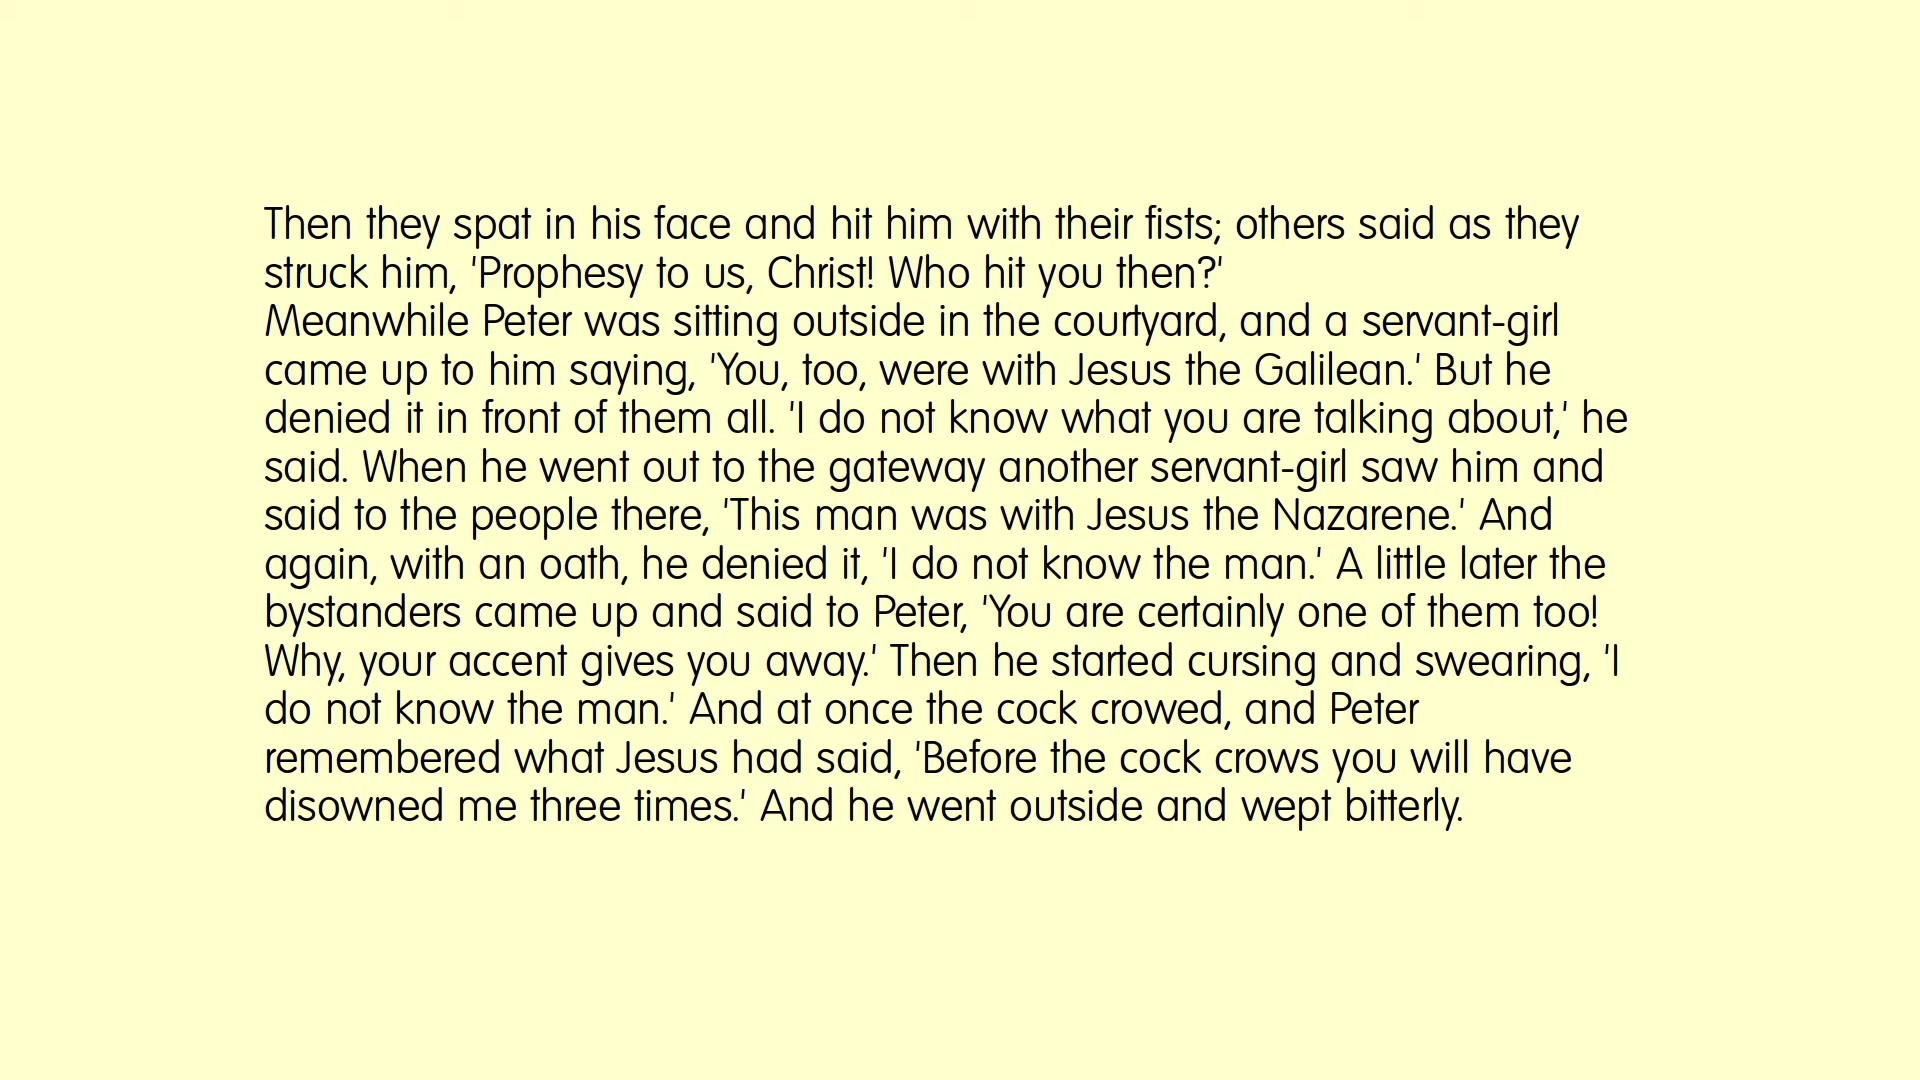 Then they spat in his face and hit him with their fists; others said as they
struck him, 'Prophesy to us, Christ! Who hit you then?'
Meanwhile Peter was sitting outside in the courtyard, and a servant-girl
came up to him saying, 'You, too, were with Jesus the Galilean.' But he
denied it in front of them all. 'I do not know what you are talking about,' he
said. When he went out to the gateway another servant-girl saw him and
said to the people there, 'This man was with Jesus the Nazarene.' And
again, with an oath, he denied it, 'I do not know the man.' A little later the
bystanders came up and said to Peter, 'You are certainly one of them too!
Why, your accent gives you away.' Then he started cursing and swearing, 'I
do not know the man.' And at once the cock crowed, and Peter
remembered what Jesus had said, 'Before the cock crows you will have
disowned me three times.' And he went outside and wept bitterly.